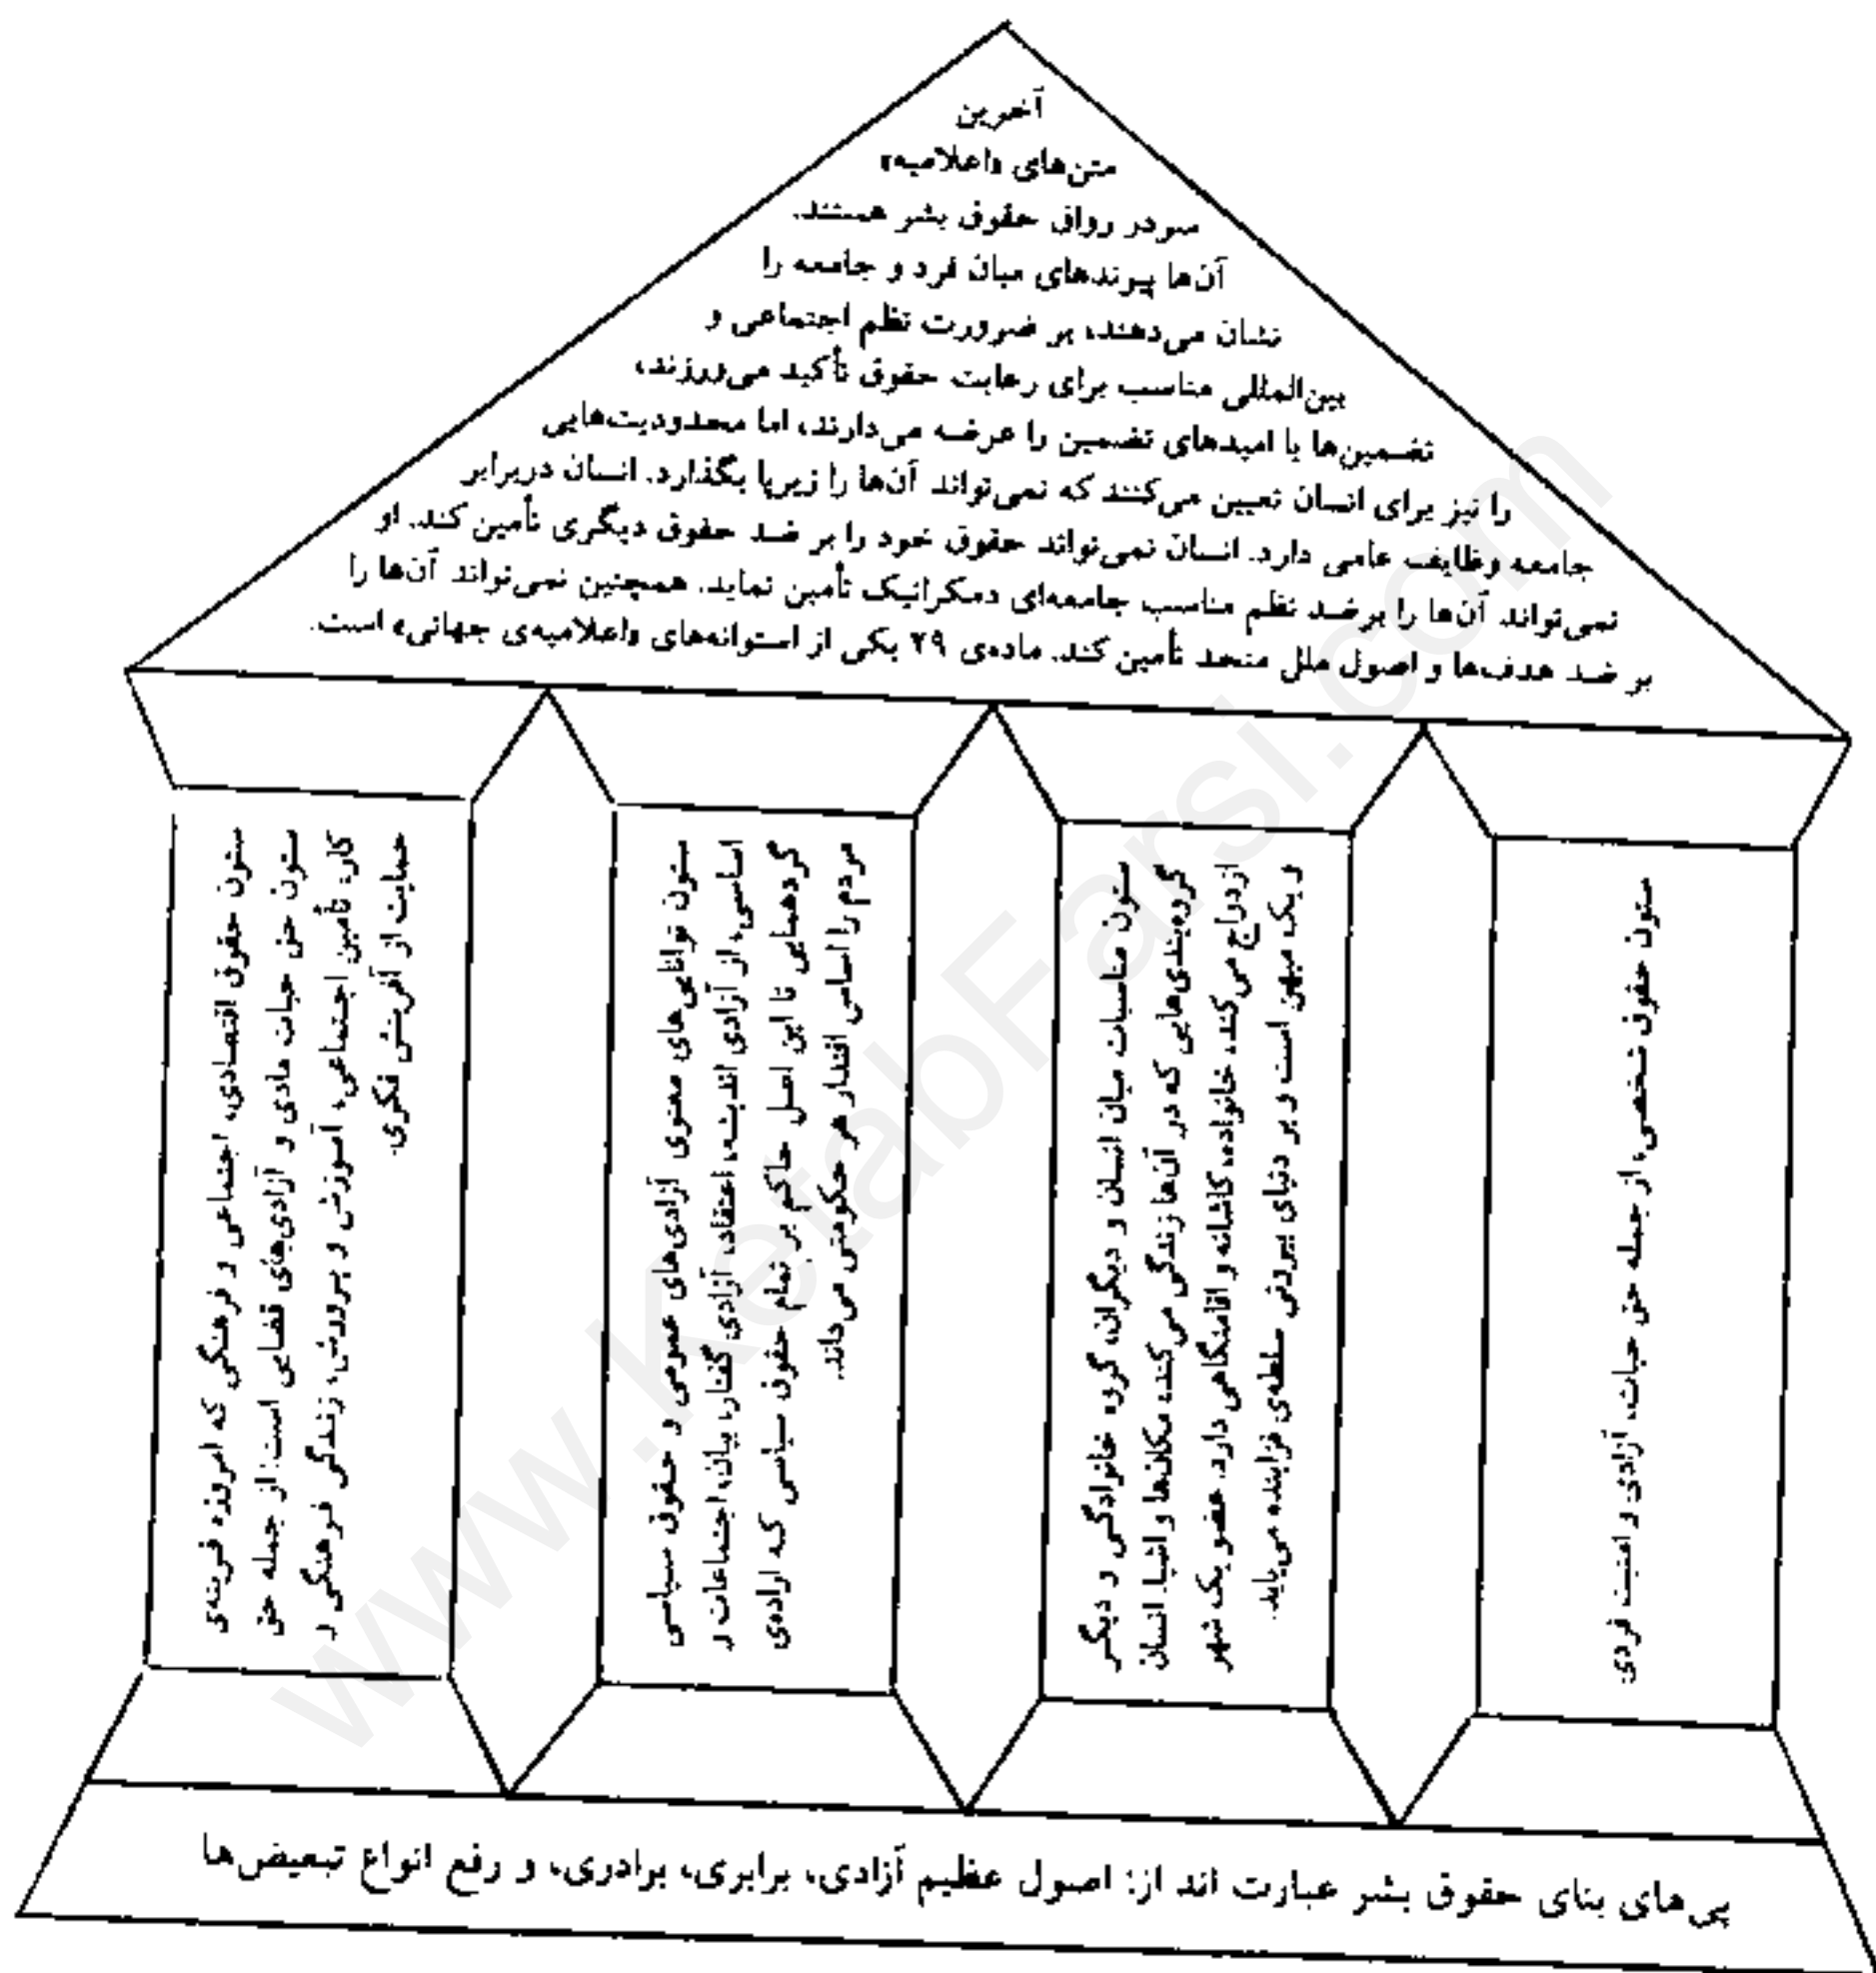 آخرین
متن‌های «اعلامیه»
سردر رواق حقوق بشر هستند.
آن‌ها پیوندهای میان فرد و جامعه را
نشان می‌دهند، بر ضرورت نظم اجتماعی و
بین‌المللی مناسب برای رعایت حقوق تأکید می‌ورزند،
تضمین‌ها یا امیدهای تضمین را عرضه می‌دارند، اما محدودیت‌هایی
را نیز برای انسان تعیین می‌کنند که نمی‌تواند آن‌ها را زیرپا بگذارد. انسان دربرابر
جامعه وظایف عامی دارد. انسان نمی‌تواند حقوق خود را بر ضد حقوق دیگری تأمین کند. او
نمی‌تواند آن‌ها را برضد نظم مناسب جامعه‌ای دمکراتیک تأمین نماید. همچنین نمی‌تواند آن‌ها را
بر ضد هدف‌ها و اصول ملل متحد تأمین کند. ماده‌ی ۲۹ یکی از استوانه‌های «اعلامیه‌ی جهانی» است.
ستون حقوق شخصی، از جمله حق حیات، آزادی و امنیت فردی
ستون مناسبات میان انسان و دیگران، گروه خانوادگی و دیگر
گروه‌بندی‌هایی که در آن‌ها زندگی می‌کند، مکان‌ها و اشیا. انسان
ازدواج می‌کند، خانواده، کاشانه و اقامتگاهی دارد. عضو یک شهر
و یک میهن است و بر دنیای بیرونش سلطه‌ی فزاینده می‌یابد.
ستون توانایی‌های معنوی آزادی‌های عمومی و حقوق سیاسی
اساسی، از آزادی اندیشه، اعتقاد، آزادی گفتار، بیان، اجتماعات و
گردهمایی تا این اصل حاکم بر تمام حقوق سیاسی که اراده‌ی
مردم را اساس اقتدار هر حکومتی می‌داند.
ستون حقوق اقتصادی، اجتماعی و فرهنگی که امروزه قرینه‌ی
ستون حق حیات مادی و آزادی‌های قضایی است: از جمله حق
کار، تأمین اجتماعی، آموزش و پرورش، زندگی فرهنگی و
حمایت از آفرینش فکری.
پی‌های بنای حقوق بشر عبارت اند از: اصول عظیم آزادی، برابری، برادری، و رفع انواع تبعیض‌ها
www.KetabFarsi.com